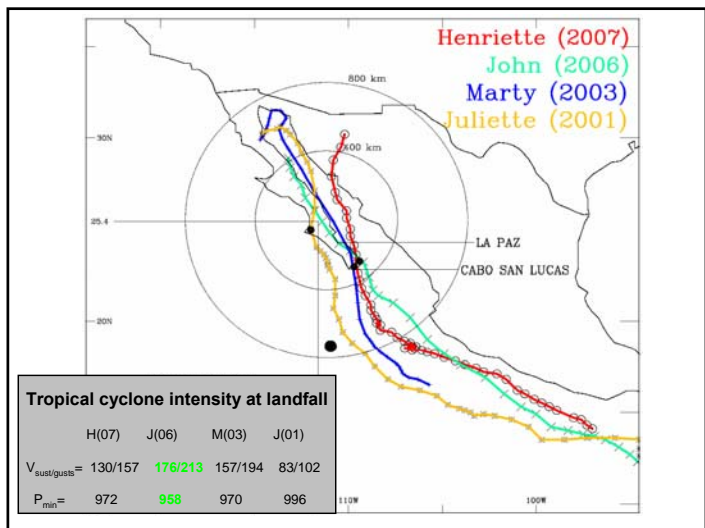 Henriette (2007)
John (2006)
Marty (2003)
Juliette (2001)
800 km
400 km
30N
25.4
20N
LA PAZ
CABO SAN LUCAS
110W
100W
Tropical cyclone intensity at landfall
H(07) J(06) M(03) J(01)
Vsust/gusts= 130/157 176/213 157/194 83/102
Pmin= 972 958 970 996